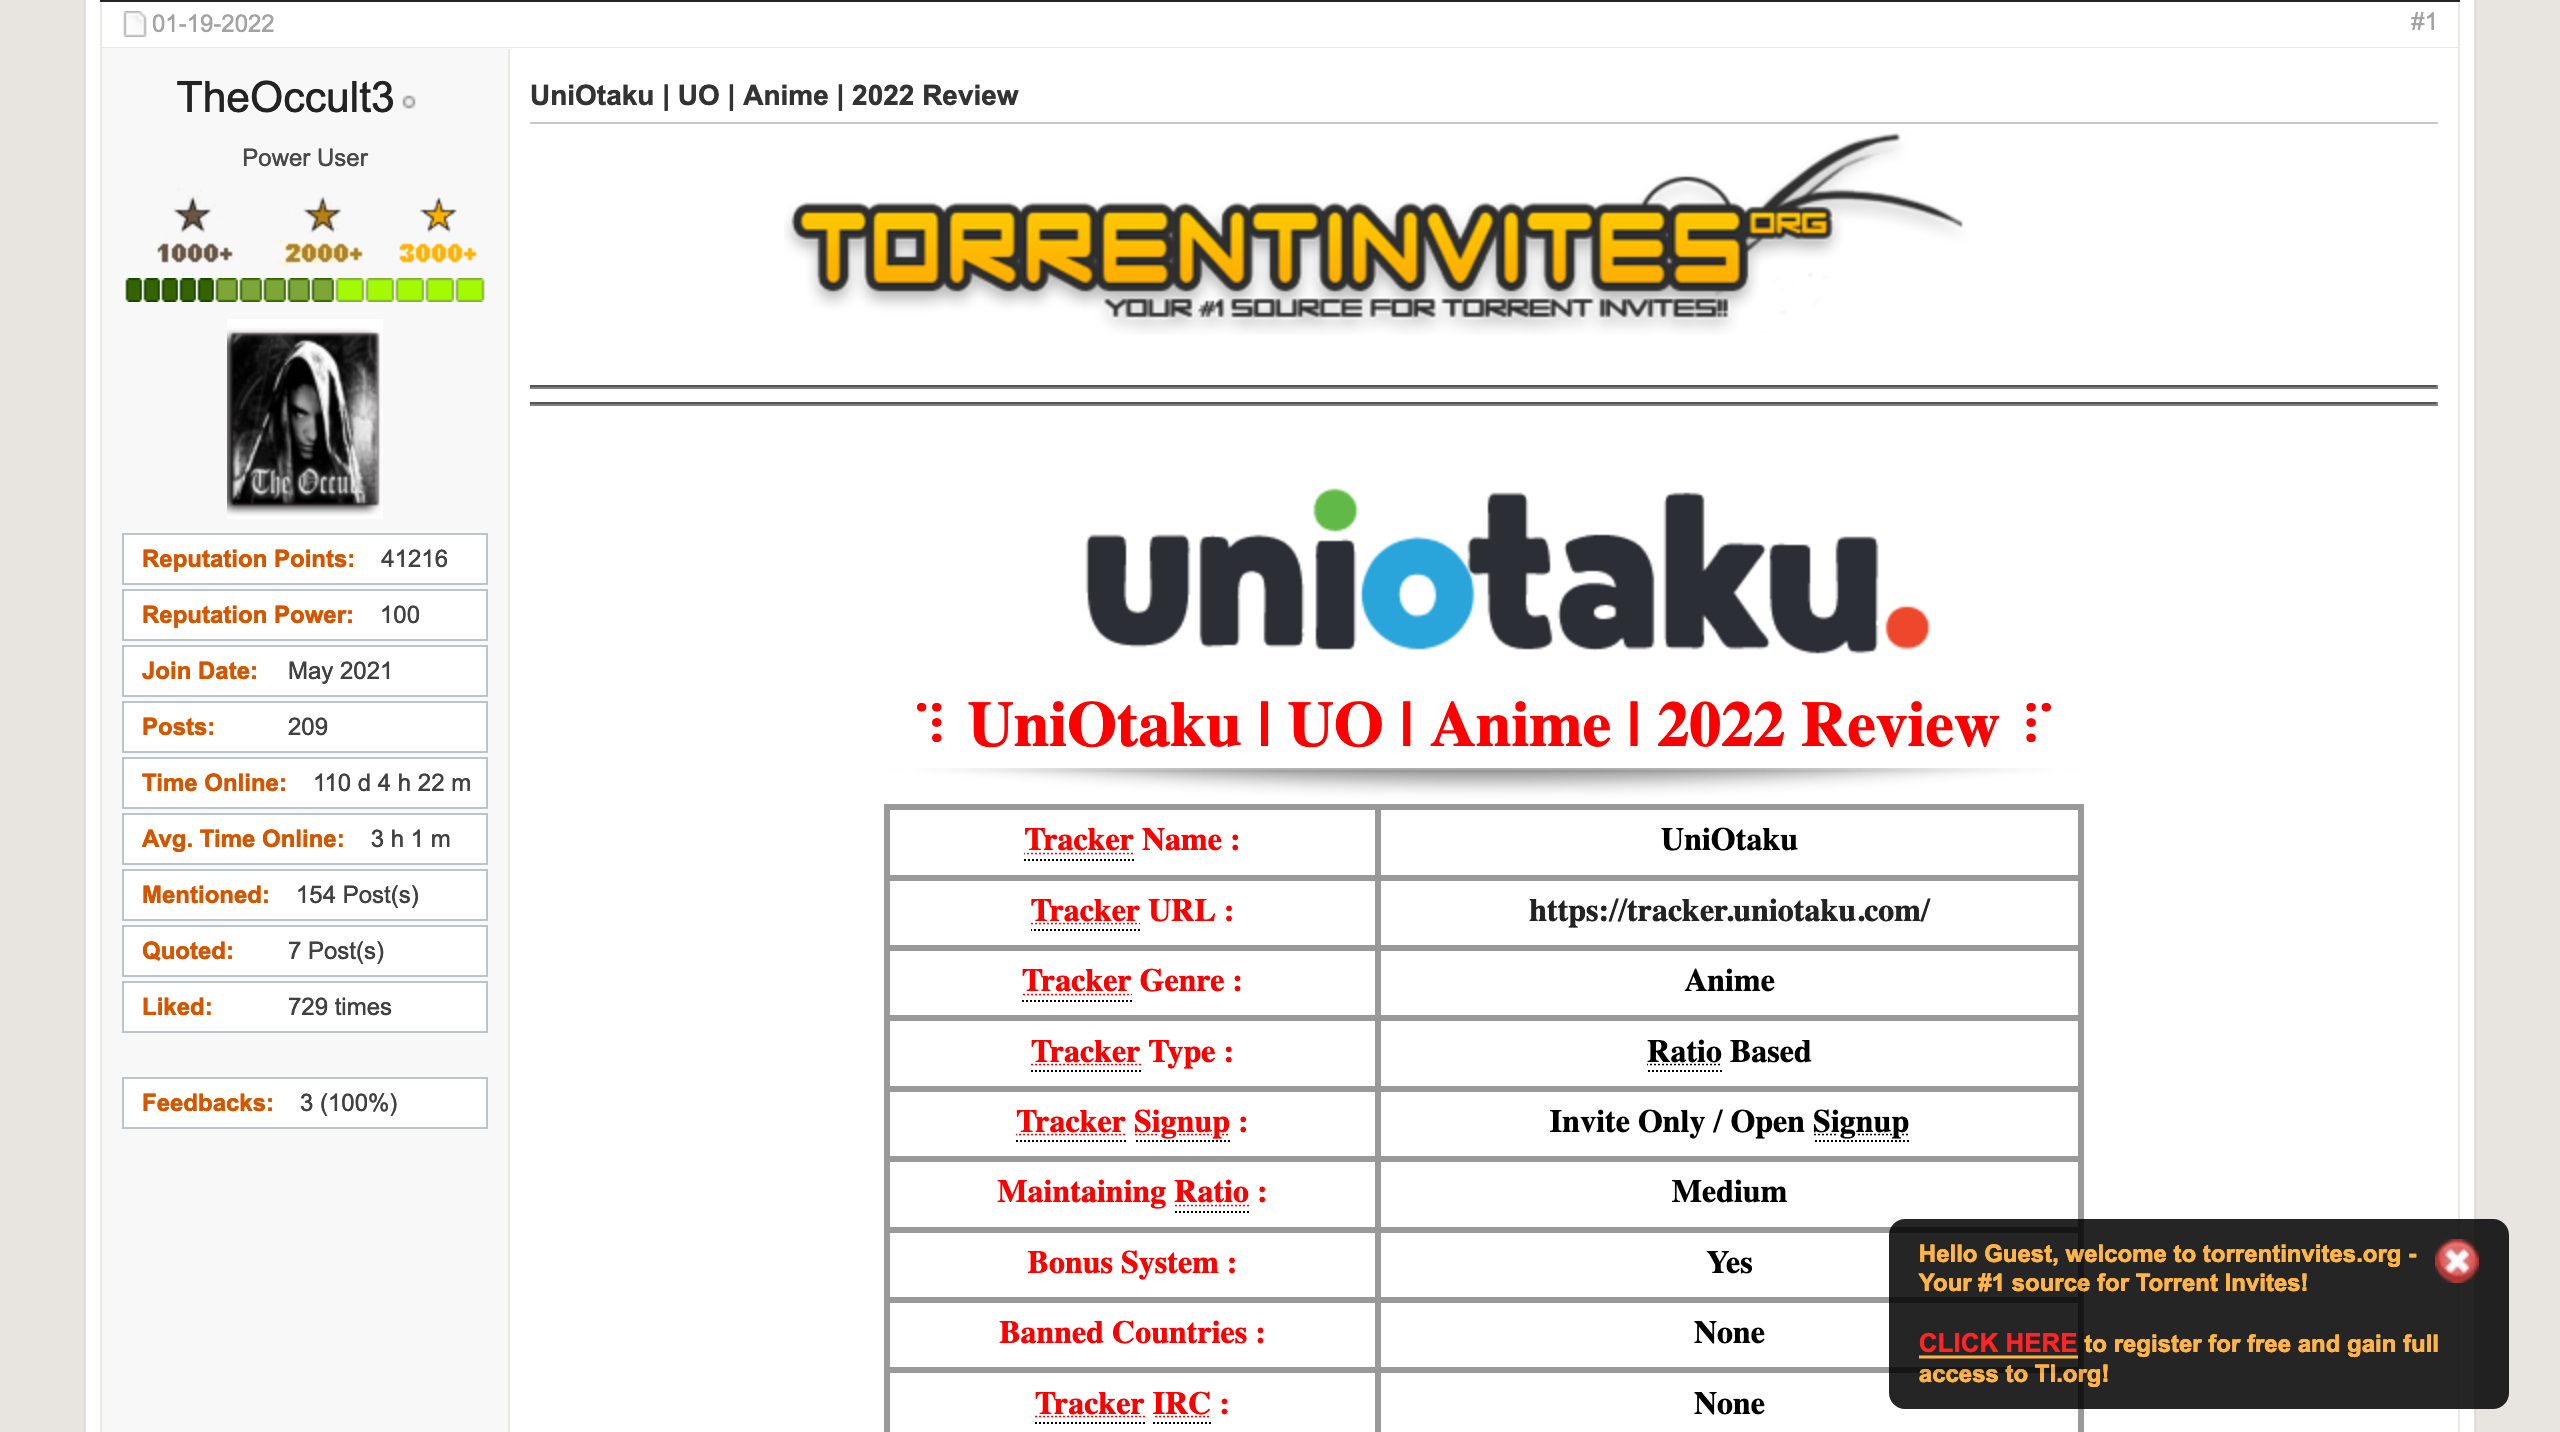 01-19-2022
#1
TheOccult3
Power User
1000+ 2000+ 3000+
The Occu
Reputation Points: 41216
Reputation Power: 100
Join Date: May 2021
Posts: 209
Time Online: 110 d 4 h 22 m
Avg. Time Online: 3 h 1 m
Mentioned: 154 Post(s)
Quoted: 7 Post(s)
Liked: 729 times
Feedbacks: 3 (100%)
UniOtaku | UO | Anime | 2022 Review
TORRENTINVITES ORG
YOUR #1 SOURCE FOR TORRENT INVITES!!
uniotaku.
⠹ UniOtaku | UO | Anime | 2022 Review ⠏
Tracker Name : UniOtaku
Tracker URL : https://tracker.uniotaku.com/
Tracker Genre : Anime
Tracker Type : Ratio Based
Tracker Signup : Invite Only / Open Signup
Maintaining Ratio : Medium
Bonus System : Yes
Banned Countries : None
Tracker IRC : None
Hello Guest, welcome to torrentinvites.org -
Your #1 source for Torrent Invites!
CLICK HERE to register for free and gain full
access to TI.org!